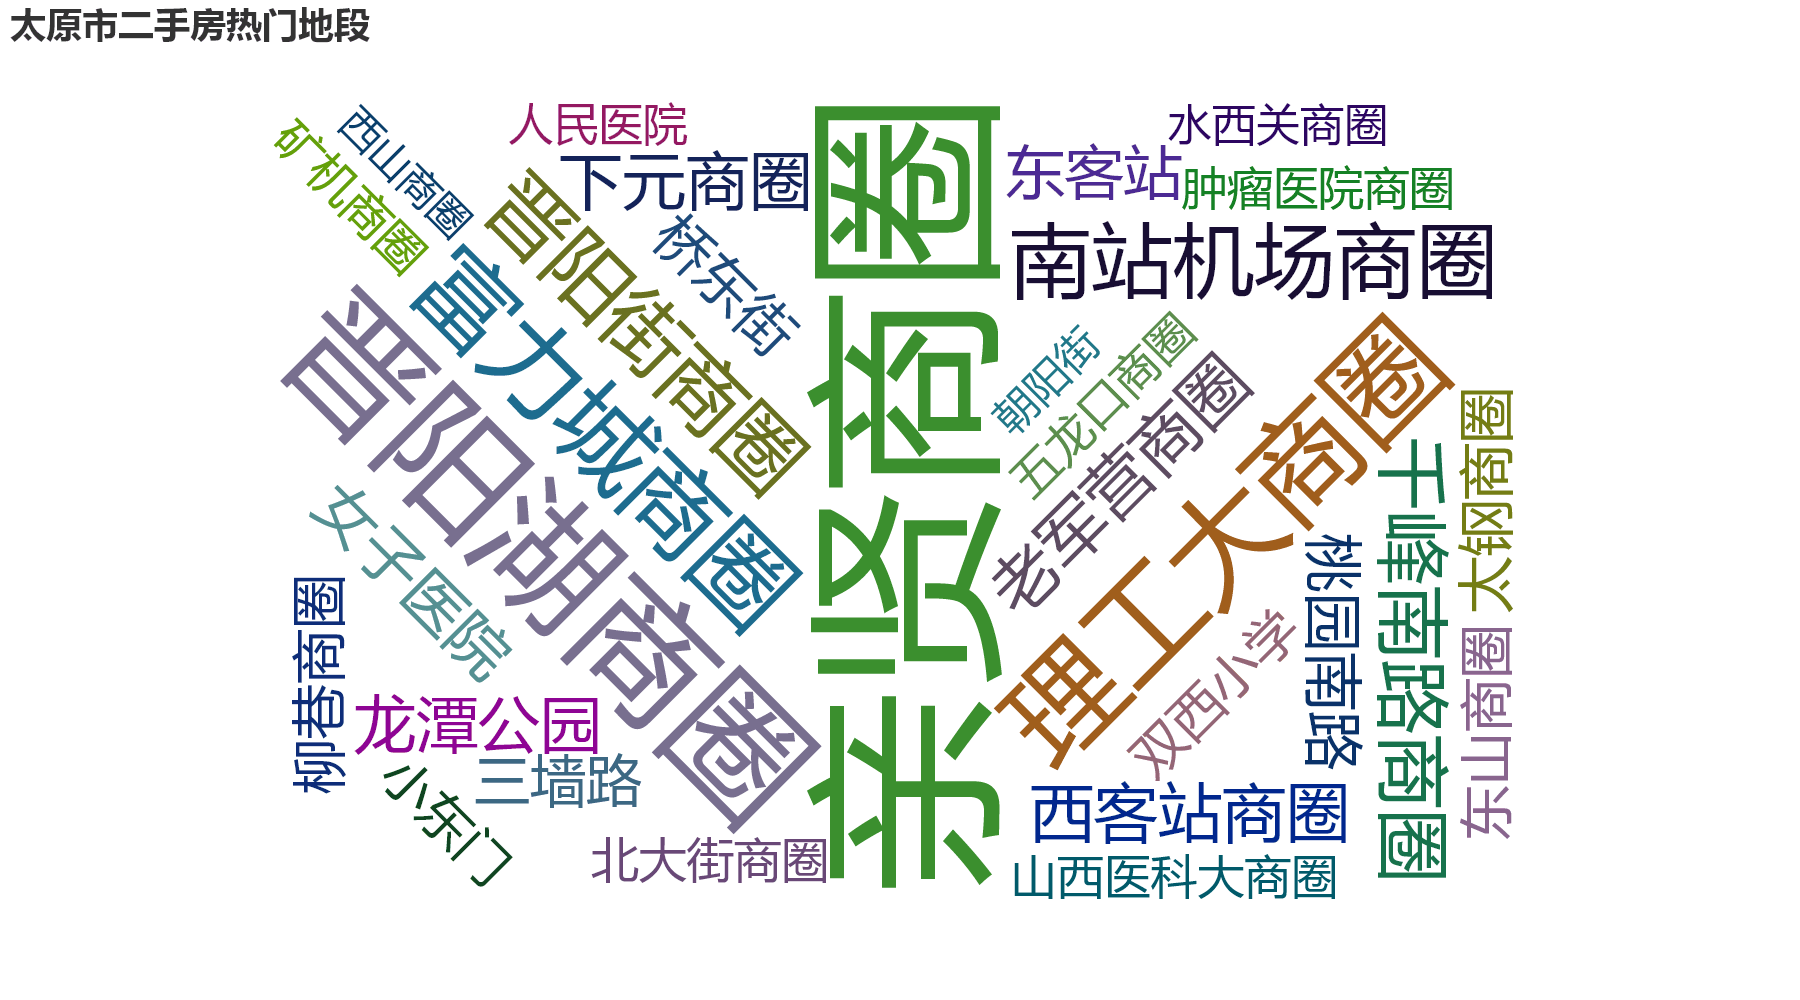 太原市二手房热门地段
人民医院
水西关商圈
西山商圈
矿机商圈
下元商圈
东客站
肿瘤医院商圈
晋阳街商圈
桥东街
南站机场商圈
富力城商圈
晋阳湖商圈
亲贤商圈
朝阳街
五龙口商圈
老军营商圈
理工大商圈
千峰南路商圈
太钢商圈
女子医院
桃园南路
柳巷商圈
双西小学
东山商圈
龙潭公园
三墙路
小东门
西客站商圈
北大街商圈
山西医科大商圈